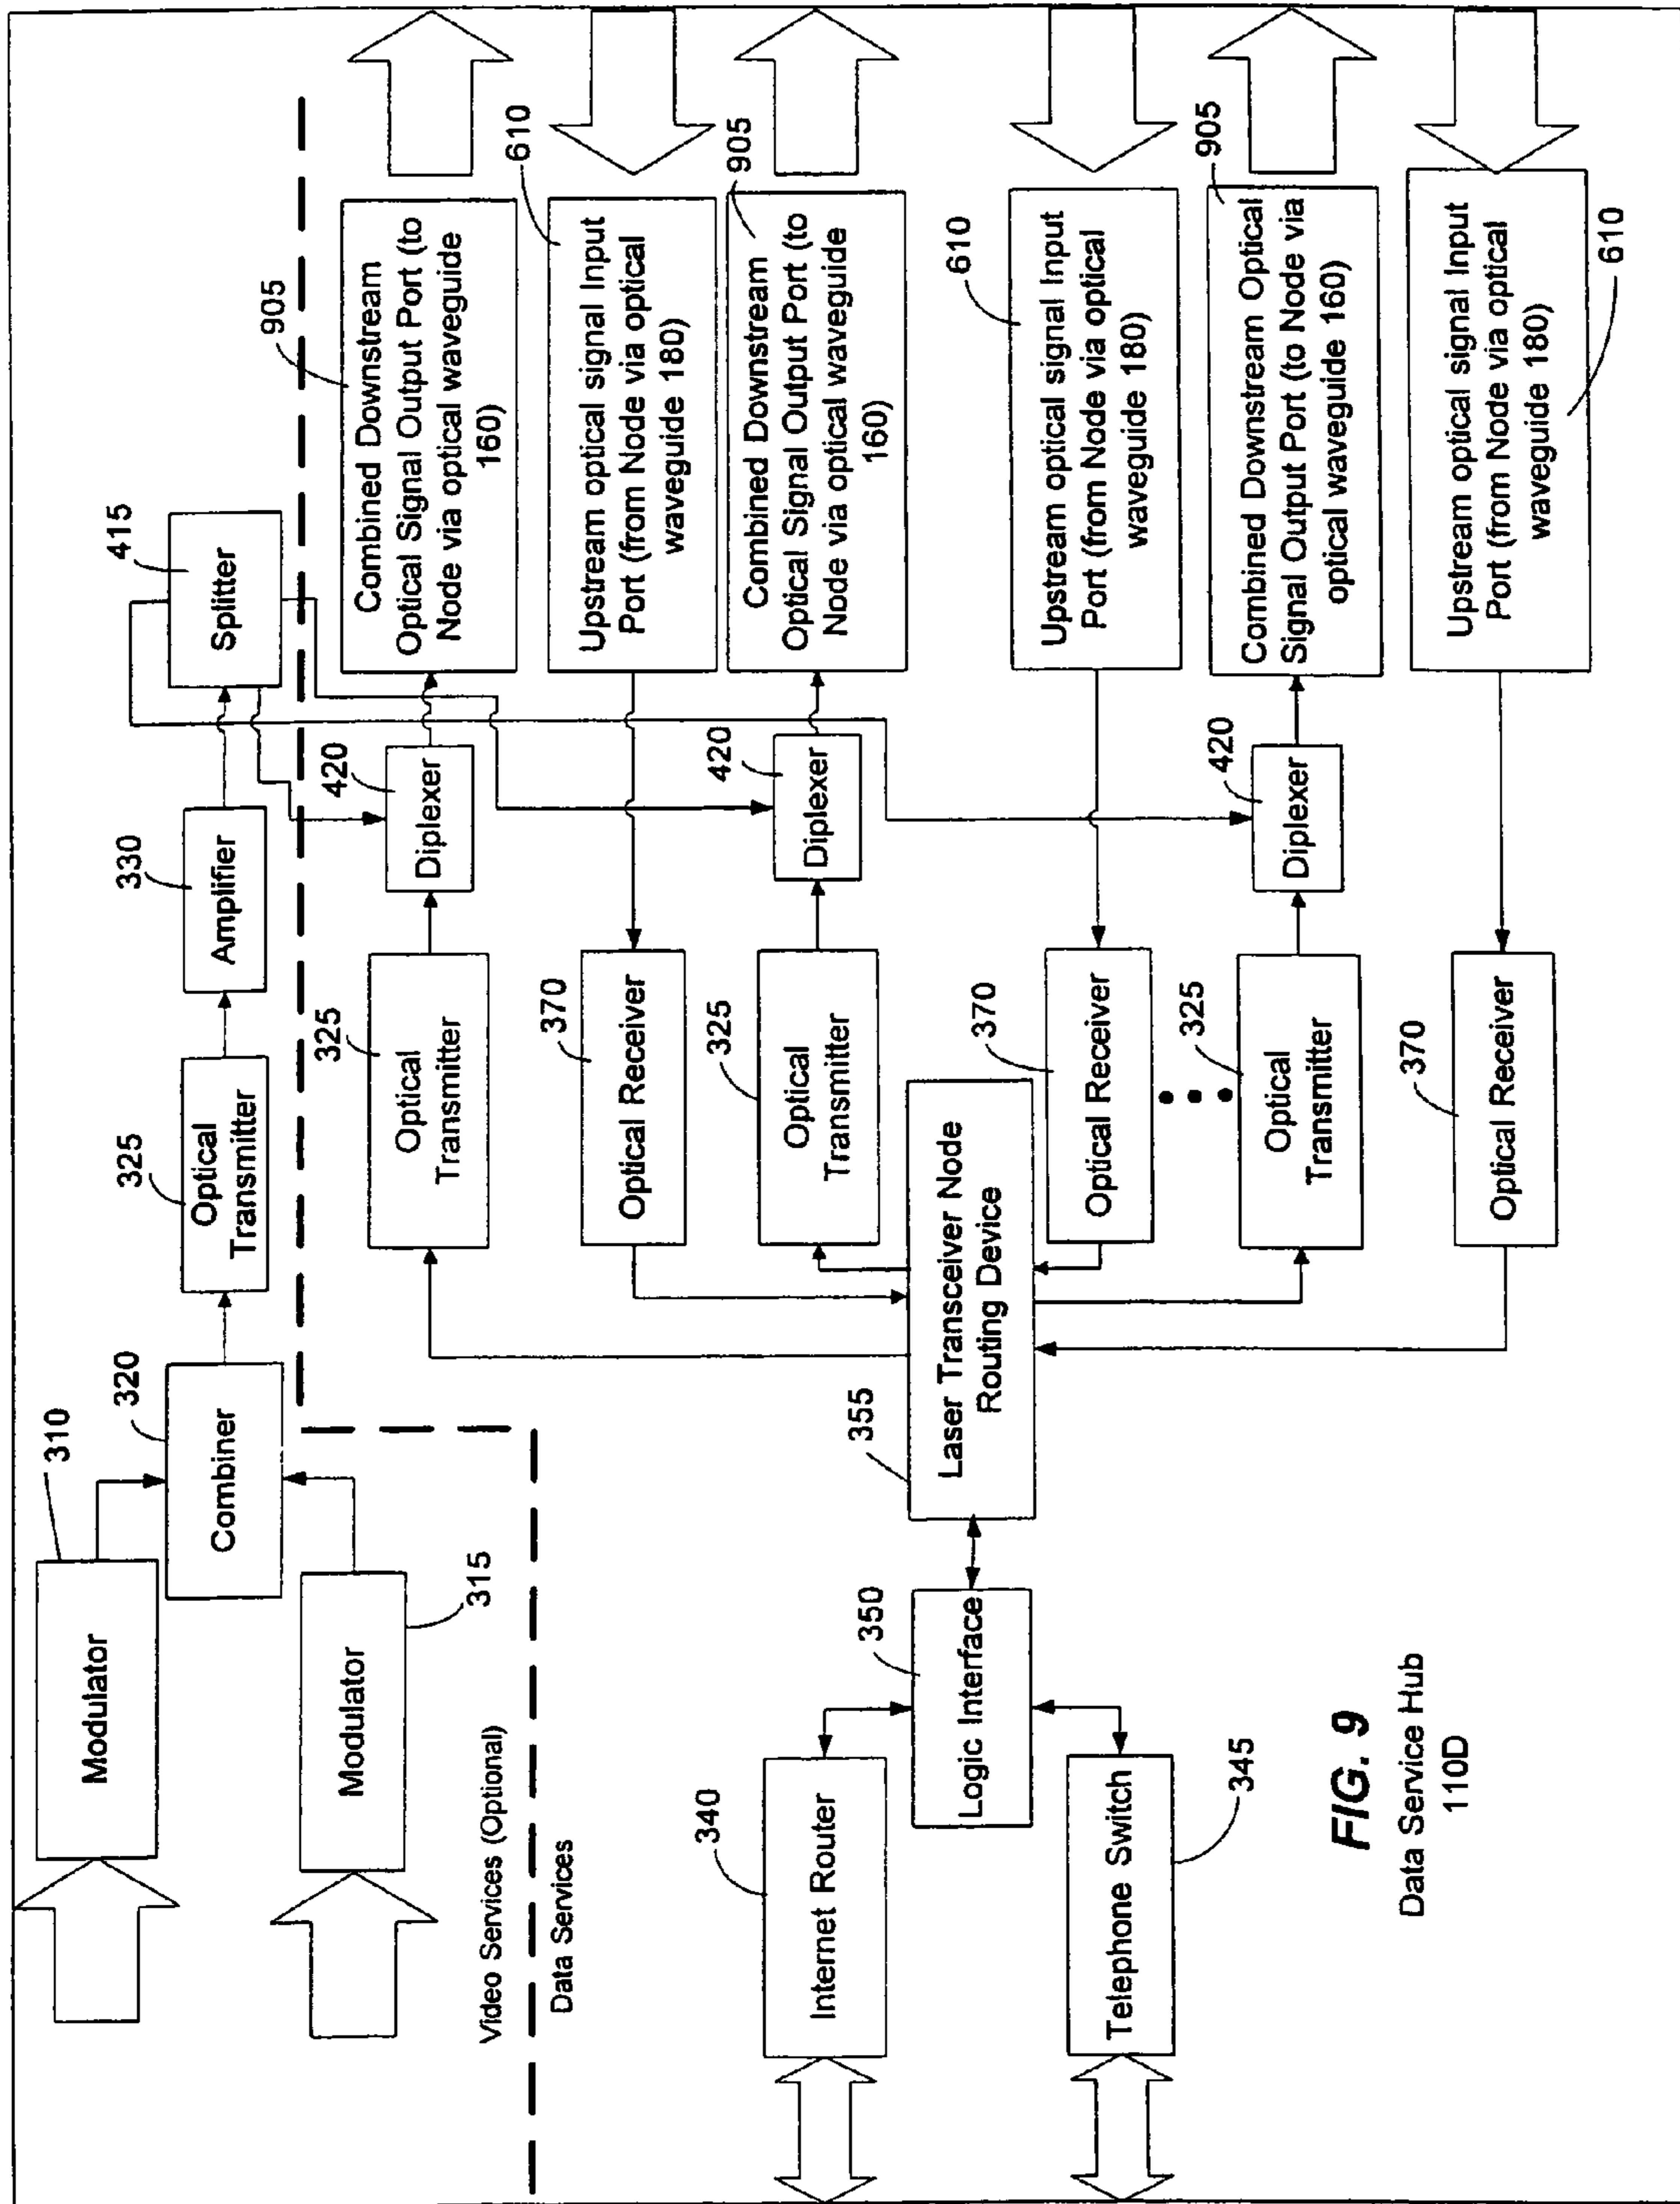 310
Modulator
320
Combiner
325
Optical
Transmitter
330
Amplifier
415
Splitter
Modulator
315
Video Services (Optional)
Data Services
905
Combined Downstream
Optical Signal Output Port (to
Node via optical waveguide
160)
420
Diplexer
325
Optical
Transmitter
610
Upstream optical signal Input
Port (from Node via optical
waveguide 180)
370
Optical Receiver
905
Combined Downstream
Optical Signal Output Port (to
Node via optical waveguide
160)
420
Diplexer
325
Optical
Transmitter
340
Internet Router
350
Logic Interface
355
Laser Transceiver Node
Routing Device
Telephone Switch
345
610
Upstream optical signal Input
Port (from Node via optical
waveguide 180)
370
Optical Receiver
905
Combined Downstream Optical
Signal Output Port (to Node via
optical waveguide 160)
420
Diplexer
325
Optical
Transmitter
Upstream optical signal Input
Port (from Node via optical
waveguide 180)
610
370
Optical Receiver
FIG. 9
Data Service Hub
110D